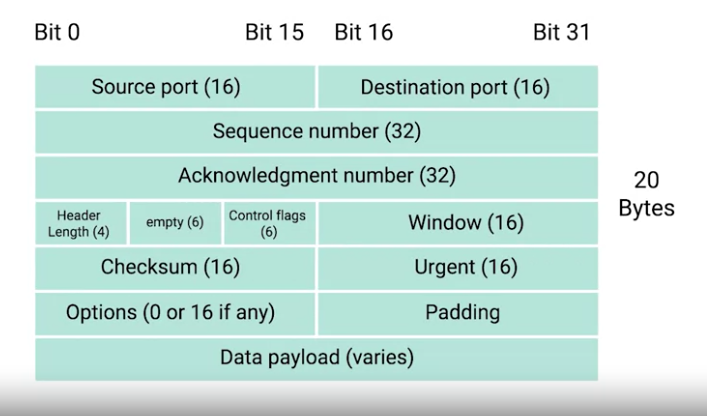 Bit 0 Bit 15 Bit 16 Bit 31
Source port (16) Destination port (16)
Sequence number (32)
Acknowledgment number (32)
20
Bytes
Header
Length (4)
empty (6)
Control flags
(6)
Window (16)
Checksum (16) Urgent (16)
Options (0 or 16 if any) Padding
Data payload (varies)